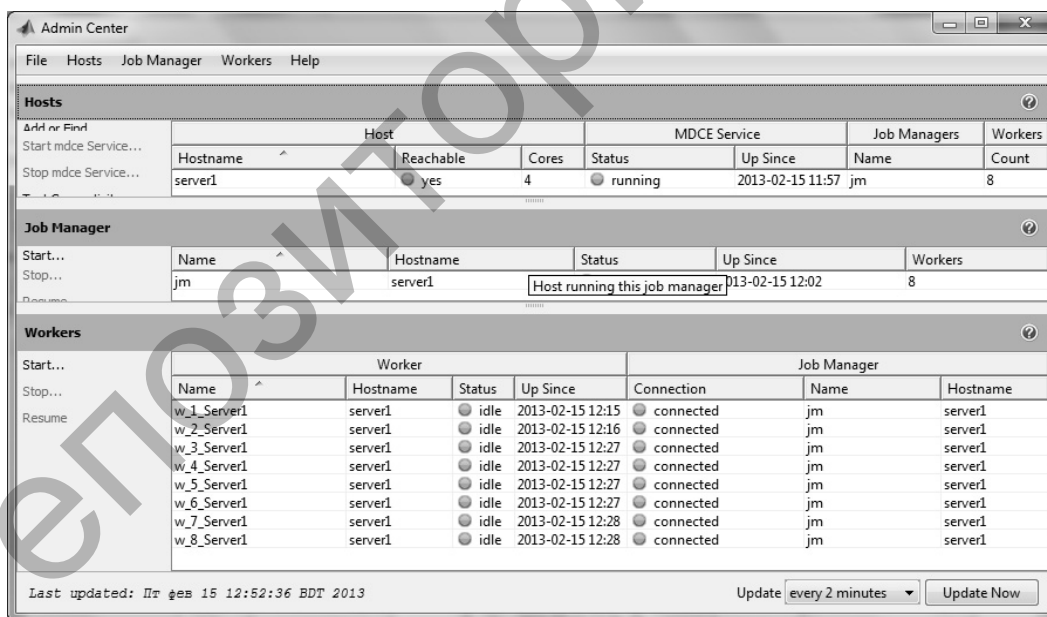 Admin Center
File Hosts Job Manager Workers Help
Hosts
Add or Find
Start mdce Service...
Stop mdce Service...
Host MDCE Service Job Managers Workers
Hostname Reachable Cores Status Up Since Name Count
server1 yes 4 running 2013-02-15 11:57 jm 8
Job Manager
Start...
Stop...
Resume
Name Hostname Status Up Since Workers
jm server1 Host running this job manager 013-02-15 12:02 8
Workers
Start...
Stop...
Resume
Worker Job Manager
Name Hostname Status Up Since Connection Name Hostname
w_1_Server1 server1 idle 2013-02-15 12:15 connected jm server1
w_2_Server1 server1 idle 2013-02-15 12:16 connected jm server1
w_3_Server1 server1 idle 2013-02-15 12:27 connected jm server1
w_4_Server1 server1 idle 2013-02-15 12:27 connected jm server1
w_5_Server1 server1 idle 2013-02-15 12:27 connected jm server1
w_6_Server1 server1 idle 2013-02-15 12:27 connected jm server1
w_7_Server1 server1 idle 2013-02-15 12:28 connected jm server1
w_8_Server1 server1 idle 2013-02-15 12:28 connected jm server1
Last updated: Пт фев 15 12:52:36 BDT 2013
Update every 2 minutes Update Now
епозитор